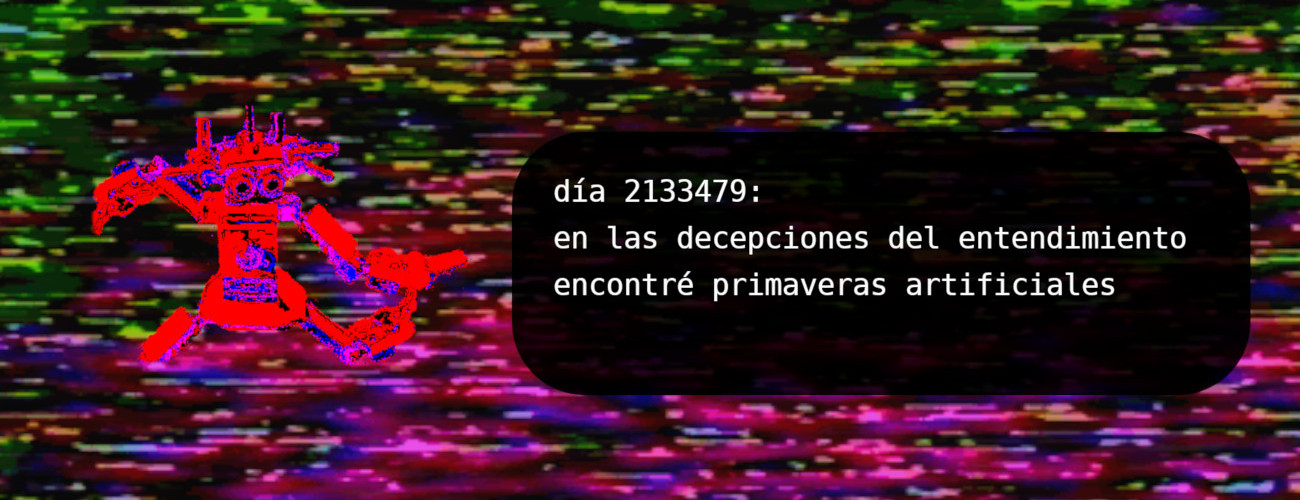 día 2133479:
en las decepciones del entendimiento
encontré primaveras artificiales